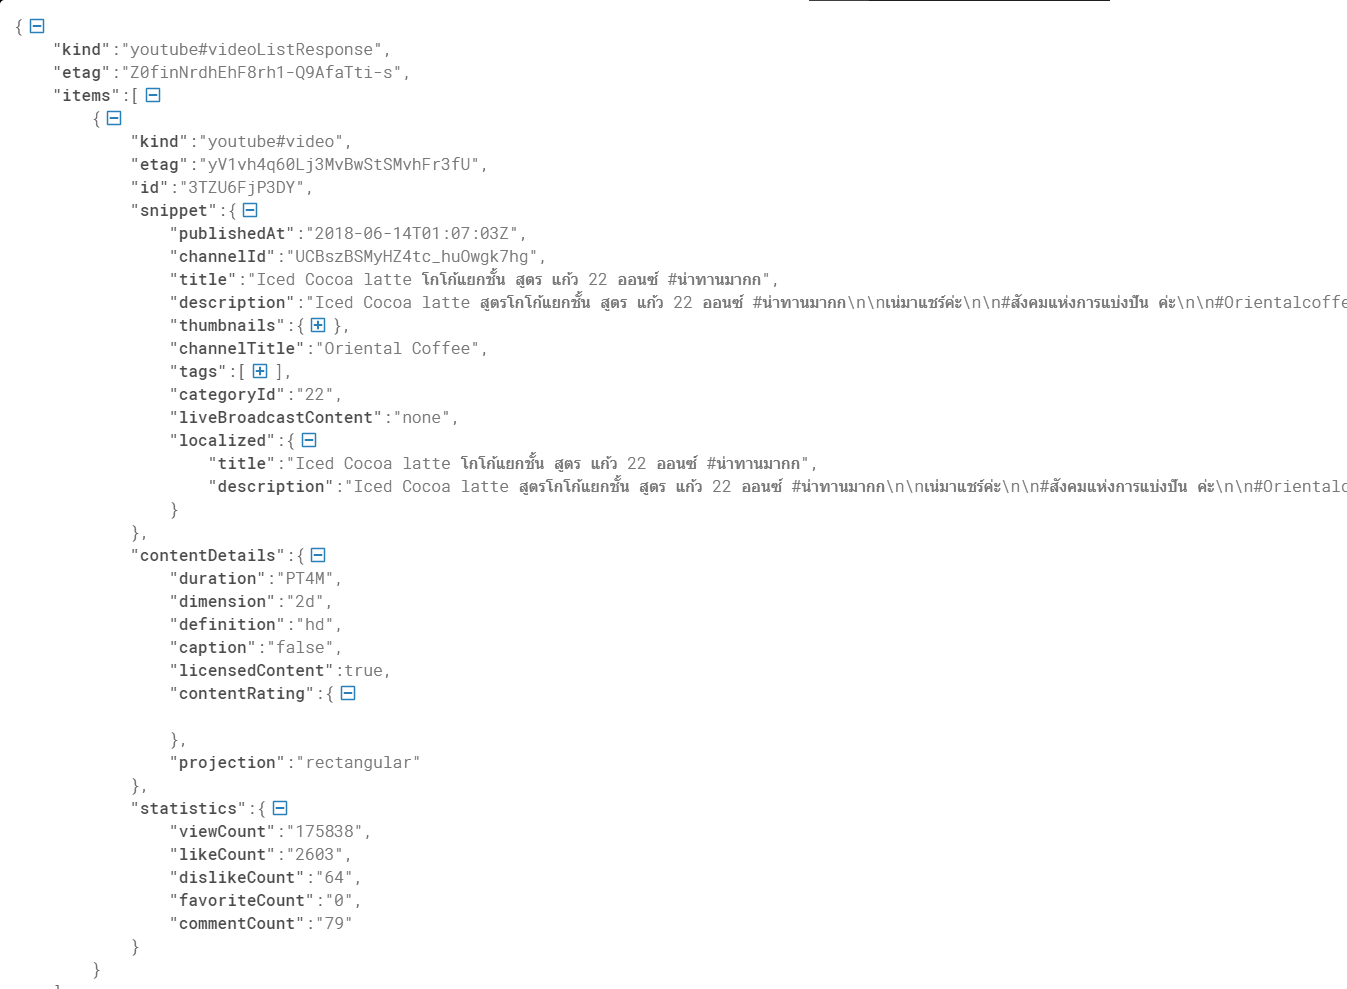 {
"kind":"youtube#videoListResponse",
"etag":"Z0finNrdhEhF8rh1-Q9AfaTti-s",
"items":[
{
"kind":"youtube#video",
"etag":"yV1vh4q60Lj3MvBwStSMvhFr3fU",
"id":"3TZU6FjP3DY",
"snippet":{
"publishedAt":"2018-06-14T01:07:03Z",
"channelId":"UCBszBSMyHZ4tc_huOwgk7hg",
"title":"Iced Cocoa latte โกโก้แยกชั้น สูตร แก้ว 22 ออนซ์ #น่าทานมากก",
"description":"Iced Cocoa latte สูตรโกโก้แยกชั้น สูตร แก้ว 22 ออนซ์ #น่าทานมากก\n\nเน่มาแชร์ค่ะ\n\n#สังคมแห่งการแบ่งปัน ค่ะ\n\n#Orientalcoffe
"thumbnails":{ },
"channelTitle":"Oriental Coffee",
"tags":[ ],
"categoryId":"22",
"liveBroadcastContent":"none",
"localized":{
"title":"Iced Cocoa latte โกโก้แยกชั้น สูตร แก้ว 22 ออนซ์ #น่าทานมากก",
"description":"Iced Cocoa latte สูตรโกโก้แยกชั้น สูตร แก้ว 22 ออนซ์ #น่าทานมากก\n\nเน่มาแชร์ค่ะ\n\n#สังคมแห่งการแบ่งปัน ค่ะ\n\n#Orientalc
}
},
"contentDetails":{
"duration":"PT4M",
"dimension":"2d",
"definition":"hd",
"caption":"false",
"licensedContent":true,
"contentRating":{
},
"projection":"rectangular"
},
"statistics":{
"viewCount":"175838",
"likeCount":"2603",
"dislikeCount":"64",
"favoriteCount":"0",
"commentCount":"79"
}
}